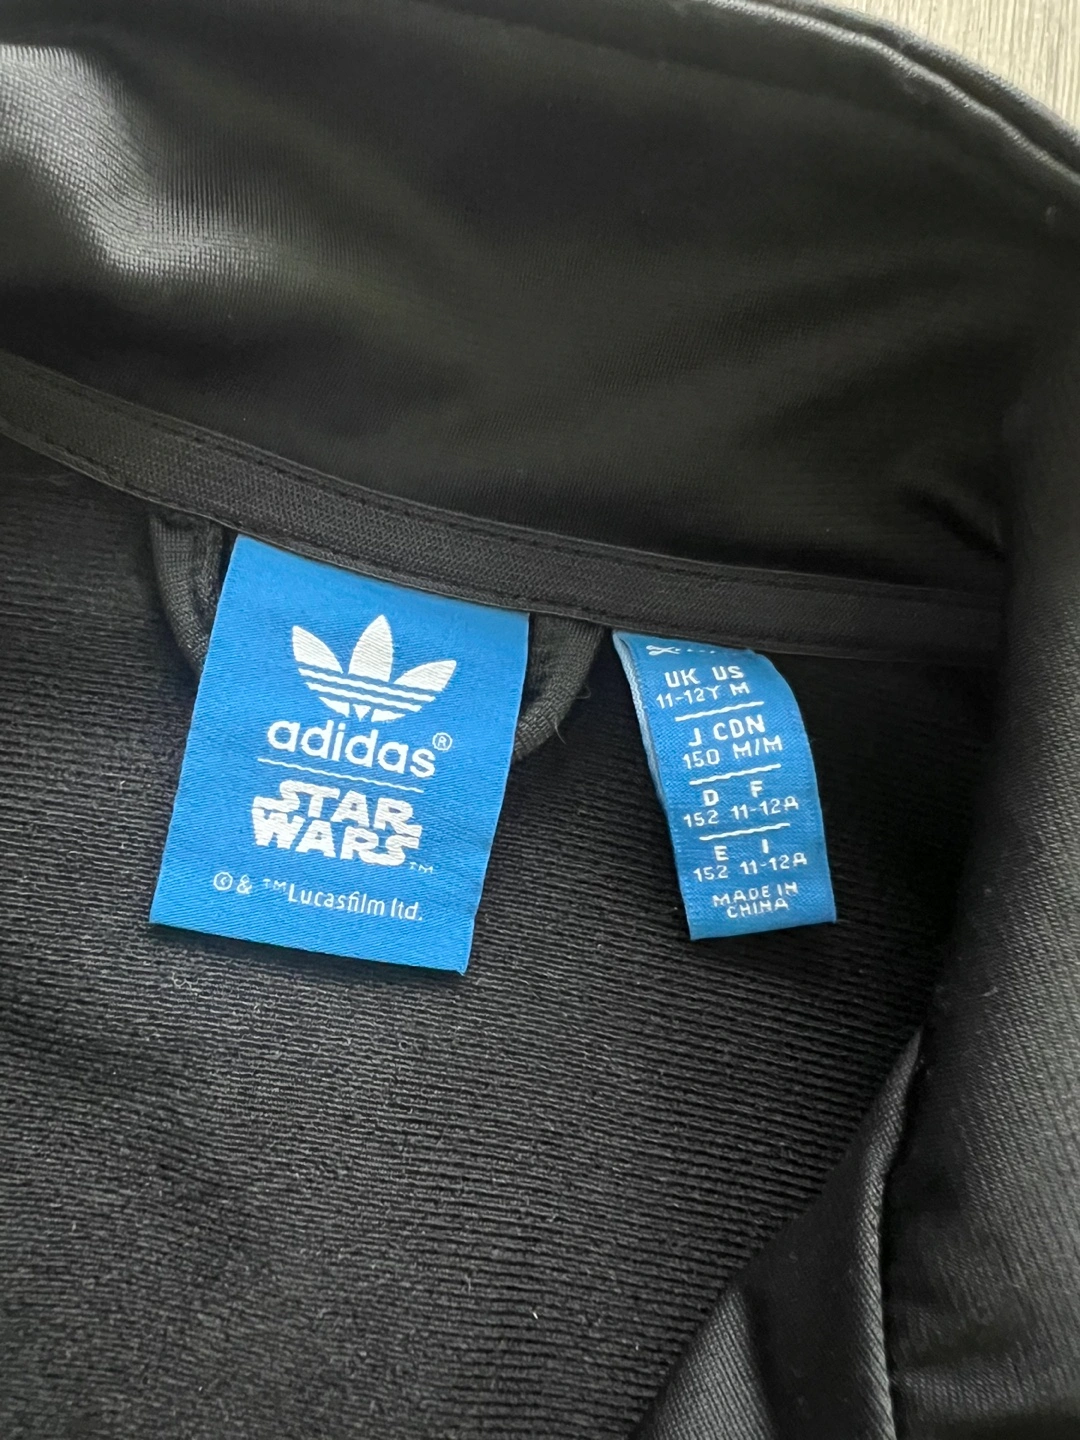 adidas®
STAR
WARS™
© & ™Lucasfilm ltd.
UK US
11-12Y M
J CDN
150 M/M
D F
152 11-12A
E I
152 11-12A
MADE IN
CHINA